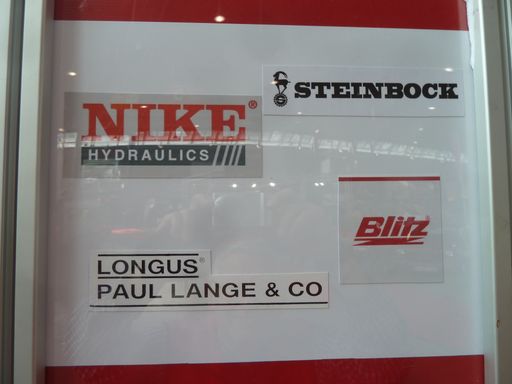 STEINBOCK
NIKE®
HYDRAULICS
Blitz®
LONGUS®
PAUL LANGE & CO